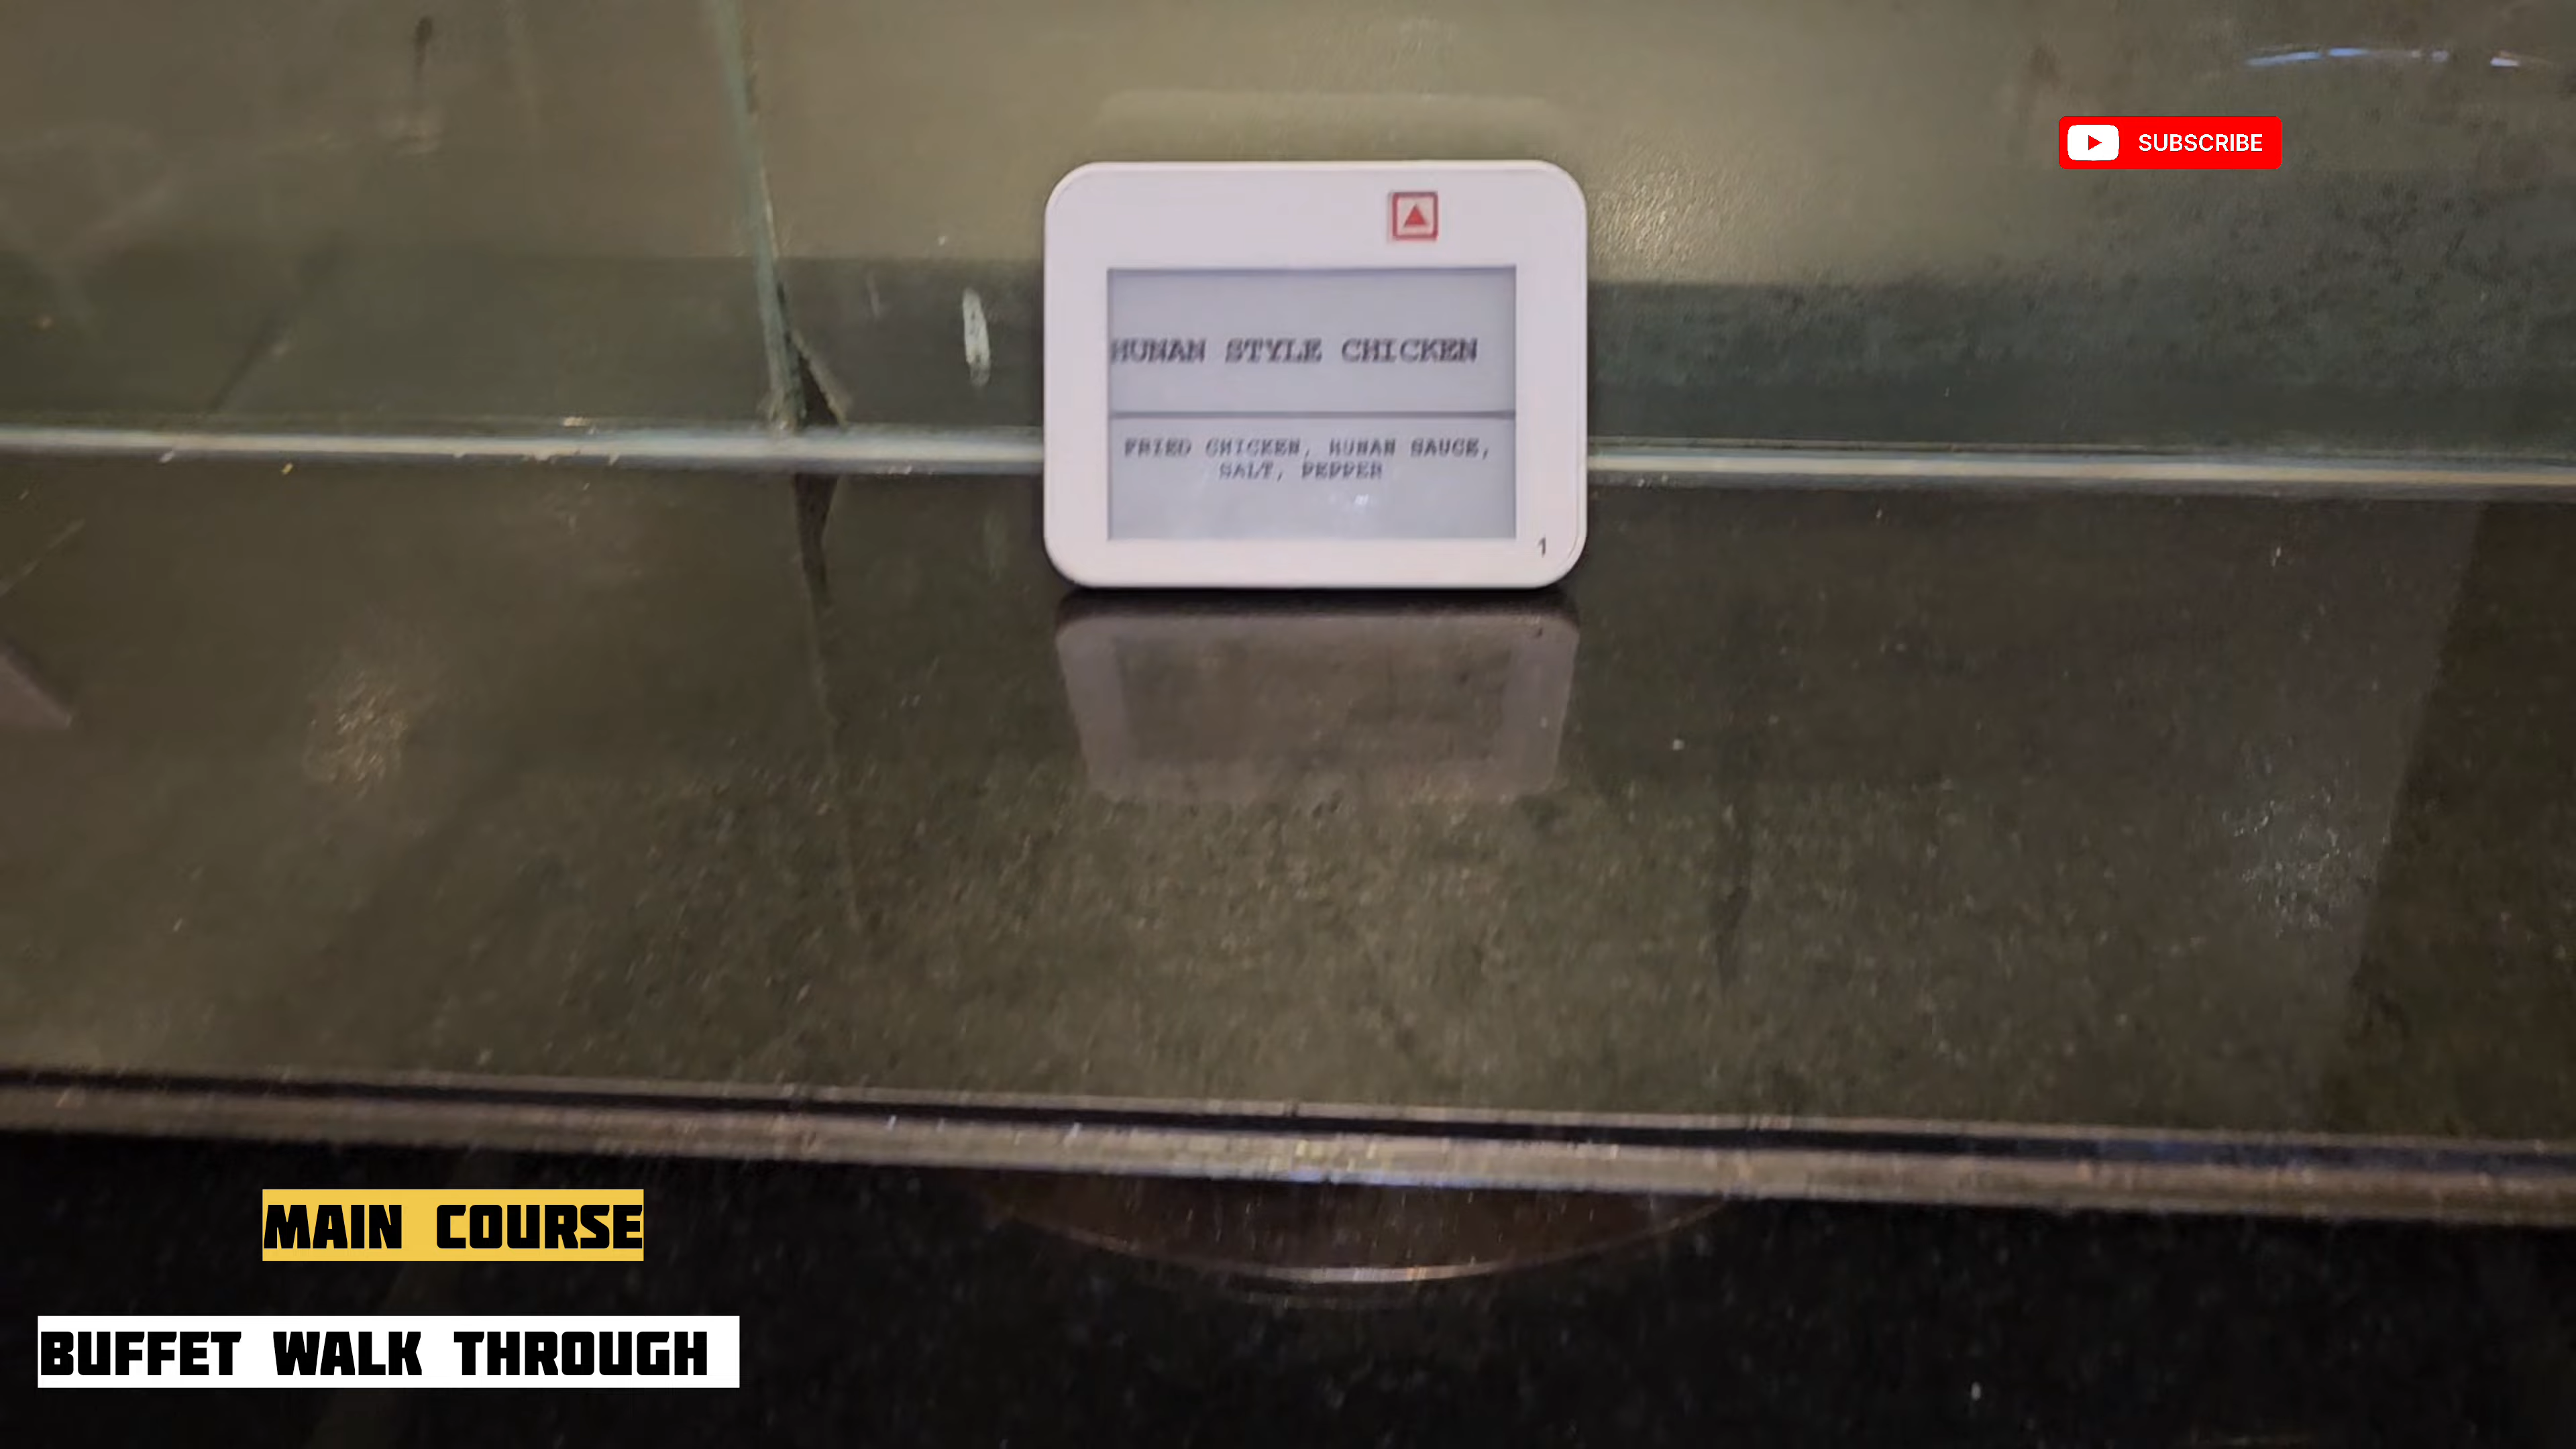 SUBSCRIBE
HUNAN STYLE CHICKEN
FRIED CHICKEN, HUNAN SAUCE,
SALT, PEPPER
1
MAIN COURSE
BUFFET WALK THROUGH